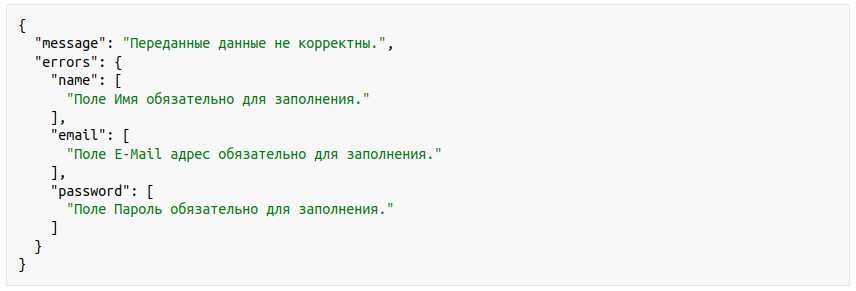 {
"message": "Переданные данные не корректны.",
"errors": {
"name": [
"Поле Имя обязательно для заполнения."
],
"email": [
"Поле E-Mail адрес обязательно для заполнения."
],
"password": [
"Поле Пароль обязательно для заполнения."
]
}
}